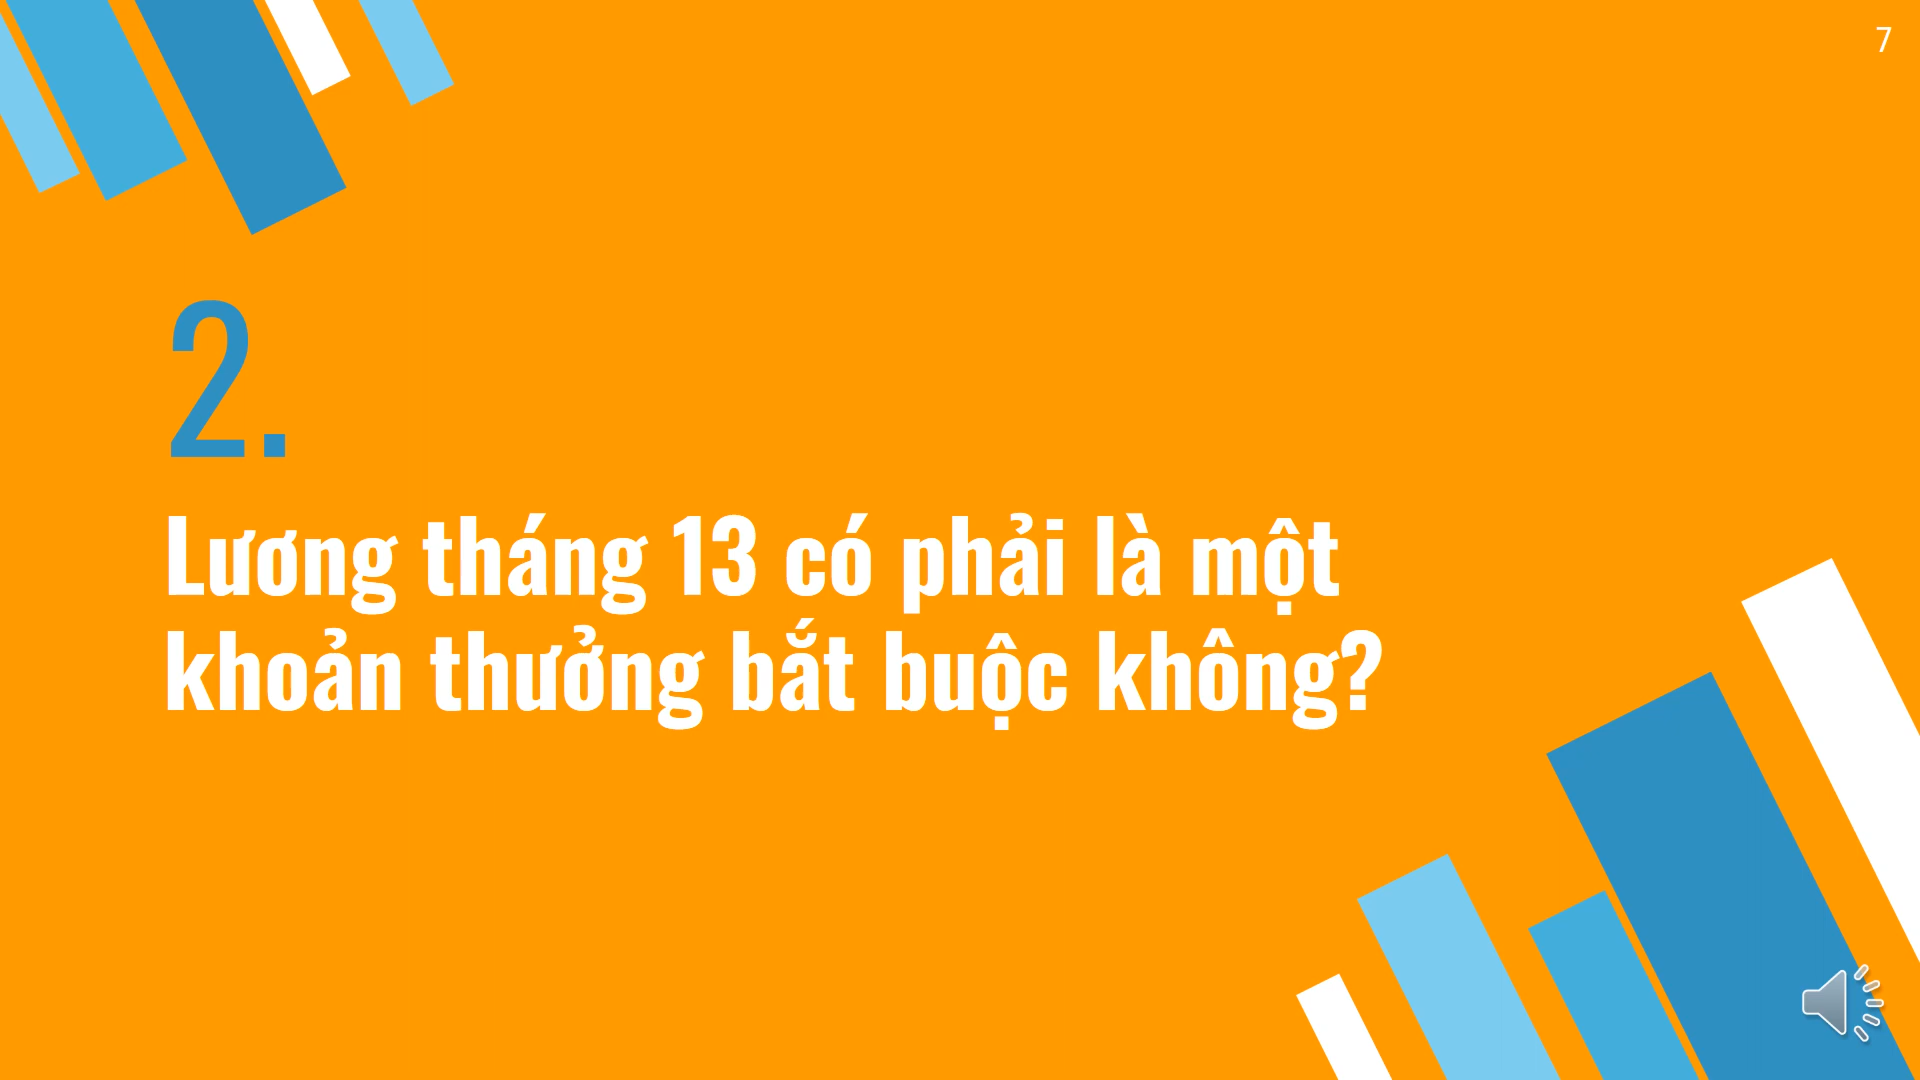 7
2.
Lương tháng 13 có phải là một
khoản thưởng bắt buộc không?